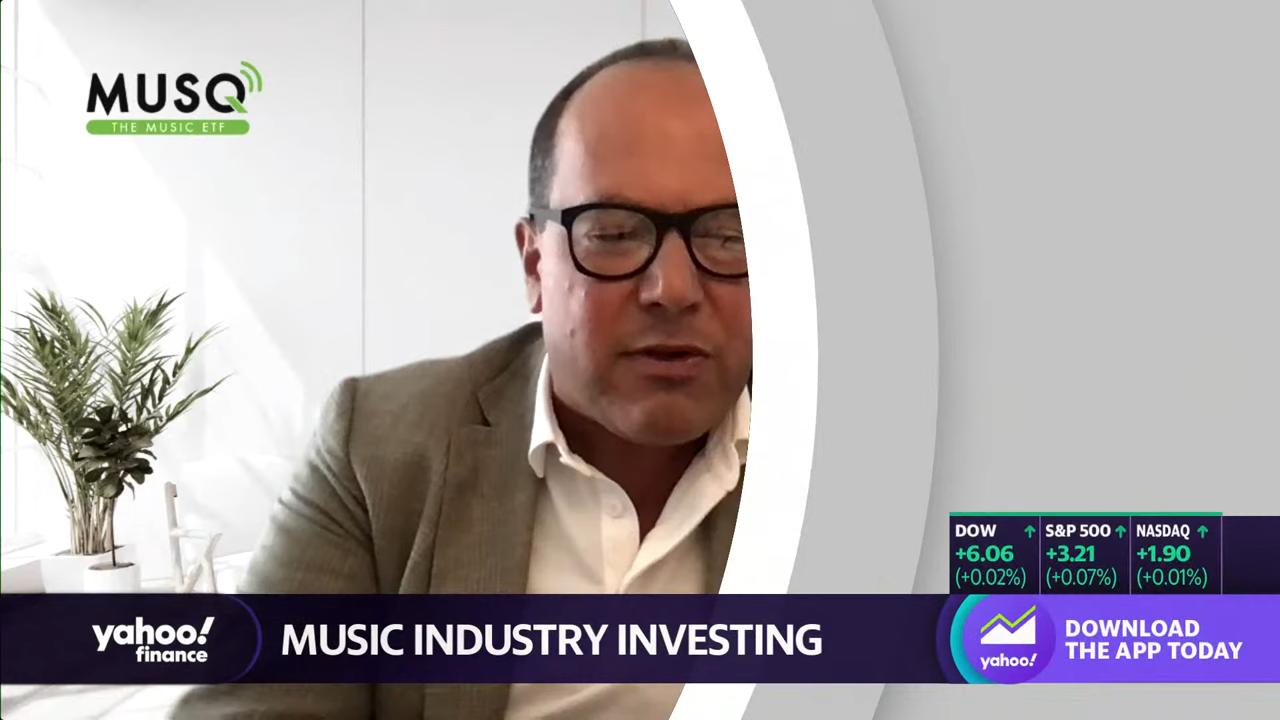 MUSQ
THE MUSIC ETF
DOW
+6.06
(+0.02%)
S&P 500
+3.21
(+0.07%)
NASDAQ
+1.90
(+0.01%)
yahoo!
finance
MUSIC INDUSTRY INVESTING
yahoo!
DOWNLOAD
THE APP TODAY